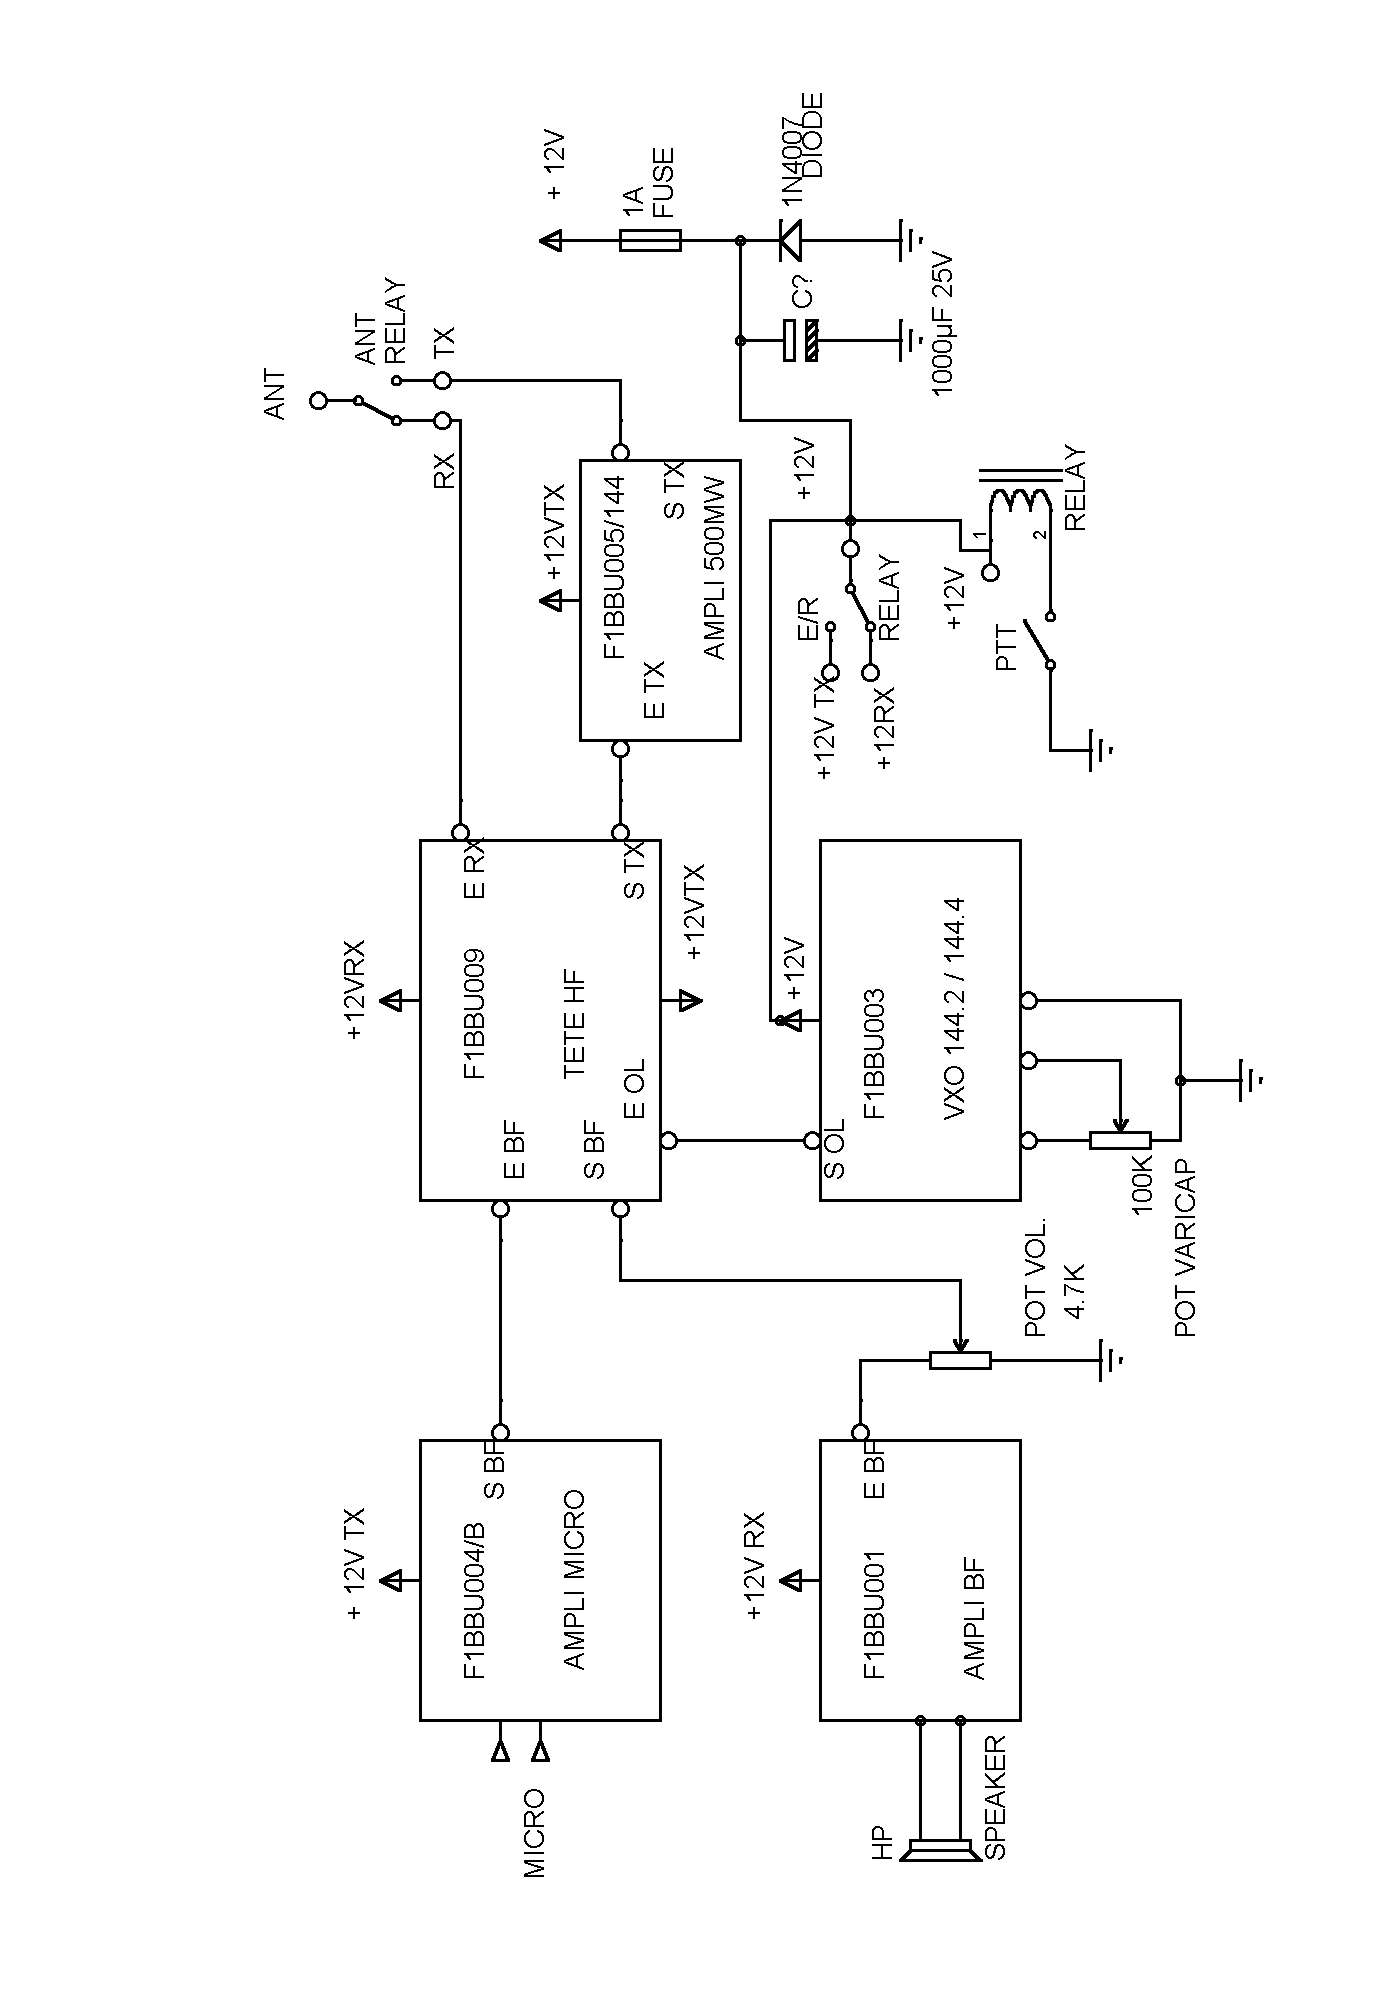 ANT
ANT
RELAY
TX
RX
+ 12V
1A
FUSE
1N4007
DIODE
C?
1000µF 25V
+12VTX
F1BBU005/144
S TX
E TX
AMPLI 500MW
+12V
E/R
RELAY
+12V TX
+12RX
+12V
1
2
RELAY
PTT
+12VRX
E RX
F1BBU009
S TX
TETE HF
+12VTX
E BF
S BF
E OL
+12V
F1BBU003
VXO 144.2 / 144.4
S OL
100K
POT VARICAP
POT VOL.
4.7K
+ 12V TX
S BF
F1BBU004/B
AMPLI MICRO
MICRO
+12V RX
E BF
F1BBU001
AMPLI BF
HP
SPEAKER